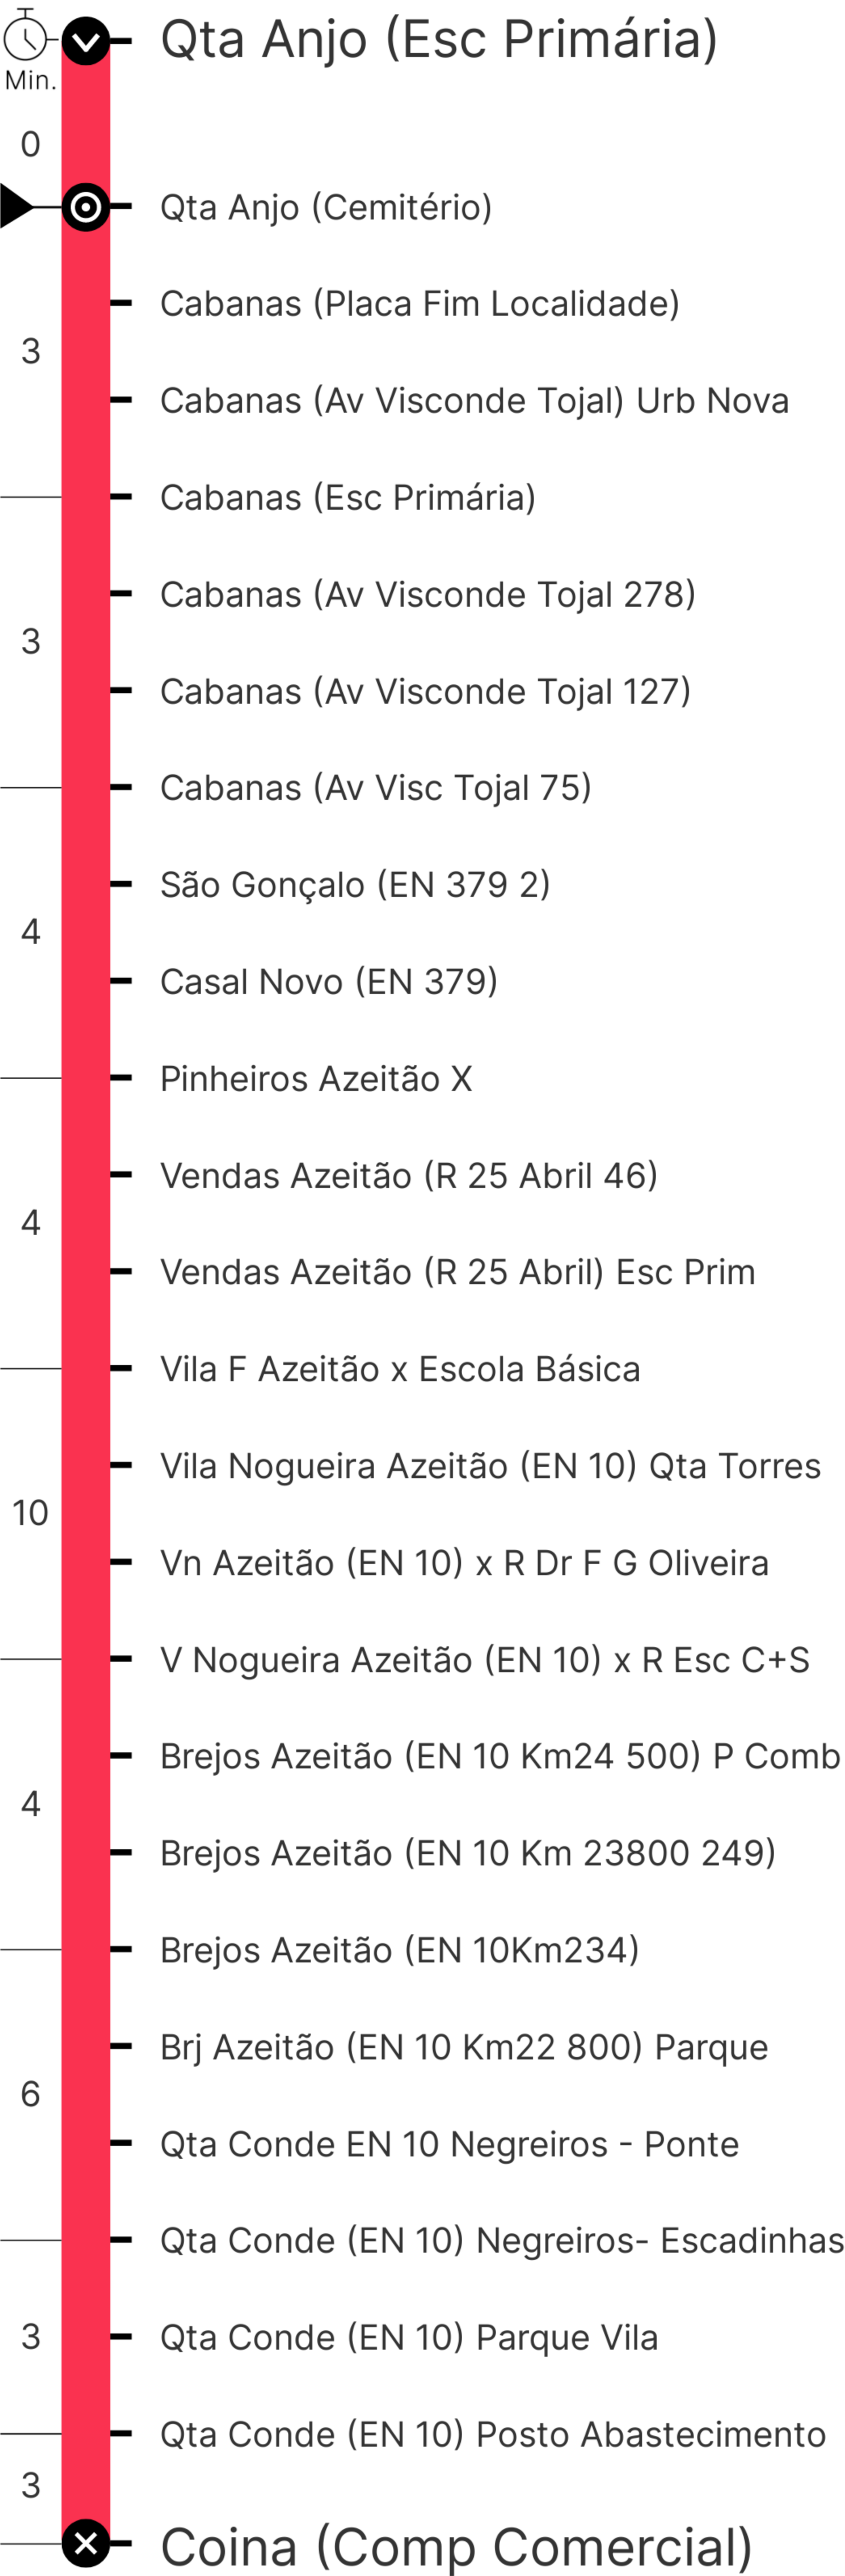 Qta Anjo (Esc Primária)
Min.
0
Qta Anjo (Cemitério)
Cabanas (Placa Fim Localidade)
3
Cabanas (Av Visconde Tojal) Urb Nova
Cabanas (Esc Primária)
Cabanas (Av Visconde Tojal 278)
3
Cabanas (Av Visconde Tojal 127)
Cabanas (Av Visc Tojal 75)
São Gonçalo (EN 379 2)
4
Casal Novo (EN 379)
Pinheiros Azeitão X
Vendas Azeitão (R 25 Abril 46)
4
Vendas Azeitão (R 25 Abril) Esc Prim
Vila F Azeitão x Escola Básica
Vila Nogueira Azeitão (EN 10) Qta Torres
10
Vn Azeitão (EN 10) x R Dr F G Oliveira
V Nogueira Azeitão (EN 10) x R Esc C+S
Brejos Azeitão (EN 10 Km24 500) P Comb
4
Brejos Azeitão (EN 10 Km 23800 249)
Brejos Azeitão (EN 10Km234)
Brj Azeitão (EN 10 Km22 800) Parque
6
Qta Conde EN 10 Negreiros - Ponte
Qta Conde (EN 10) Negreiros- Escadinhas
3
Qta Conde (EN 10) Parque Vila
Qta Conde (EN 10) Posto Abastecimento
3
Coina (Comp Comercial)